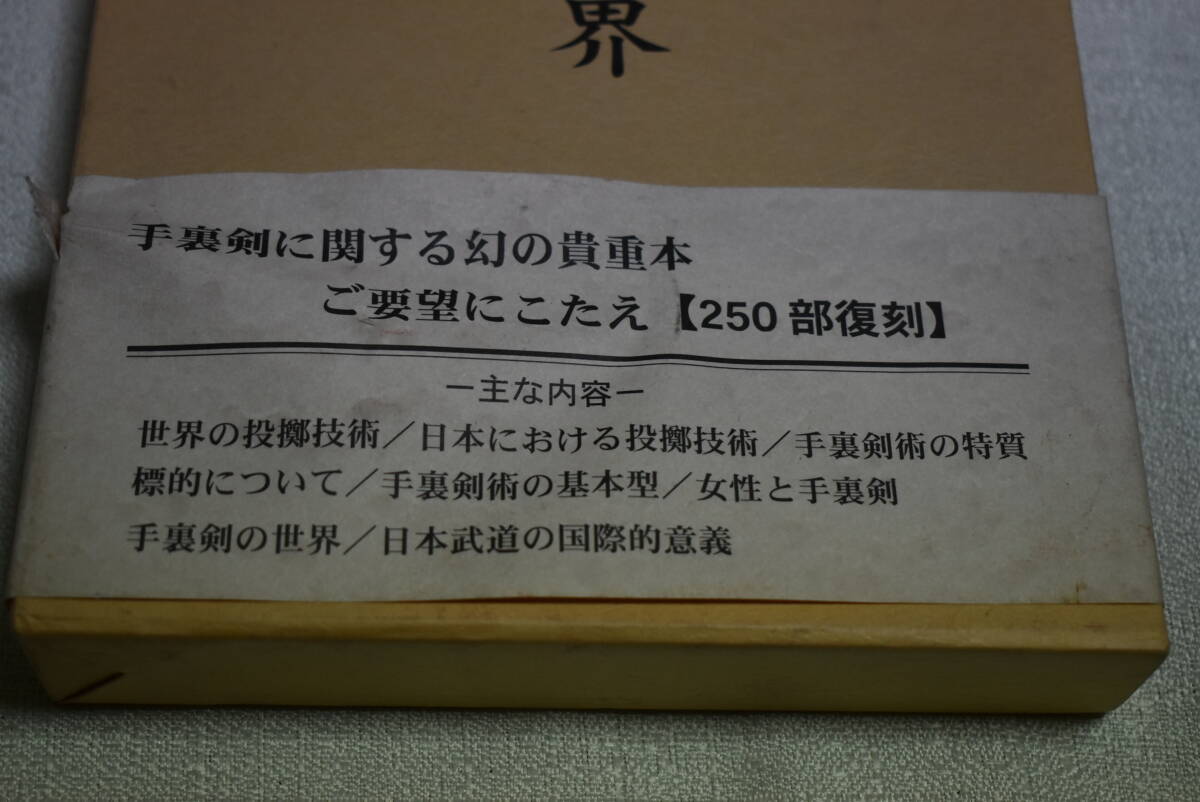 界
手裏剣に関する幻の貴重本
ご要望にこたえ【250部復刻】
ー主な内容ー
世界の投擲技術／日本における投擲技術／手裏剣術の特質
標的について／手裏剣術の基本型／女性と手裏剣
手裏剣の世界／日本武道の国際的意義